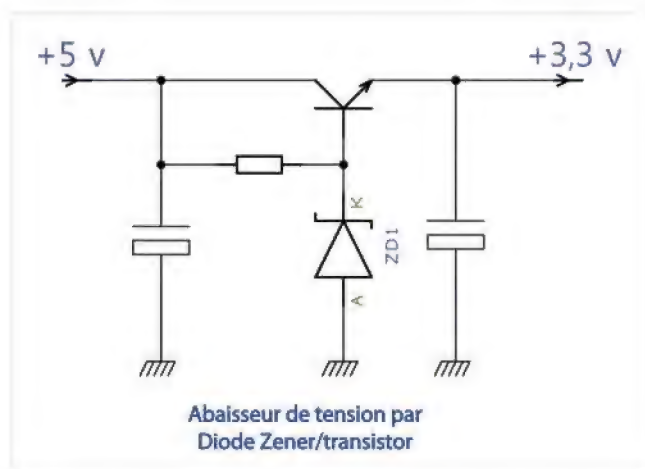 +5 v
+3,3 v
K
ZD1
A
Abaisseur de tension par
Diode Zener/transistor